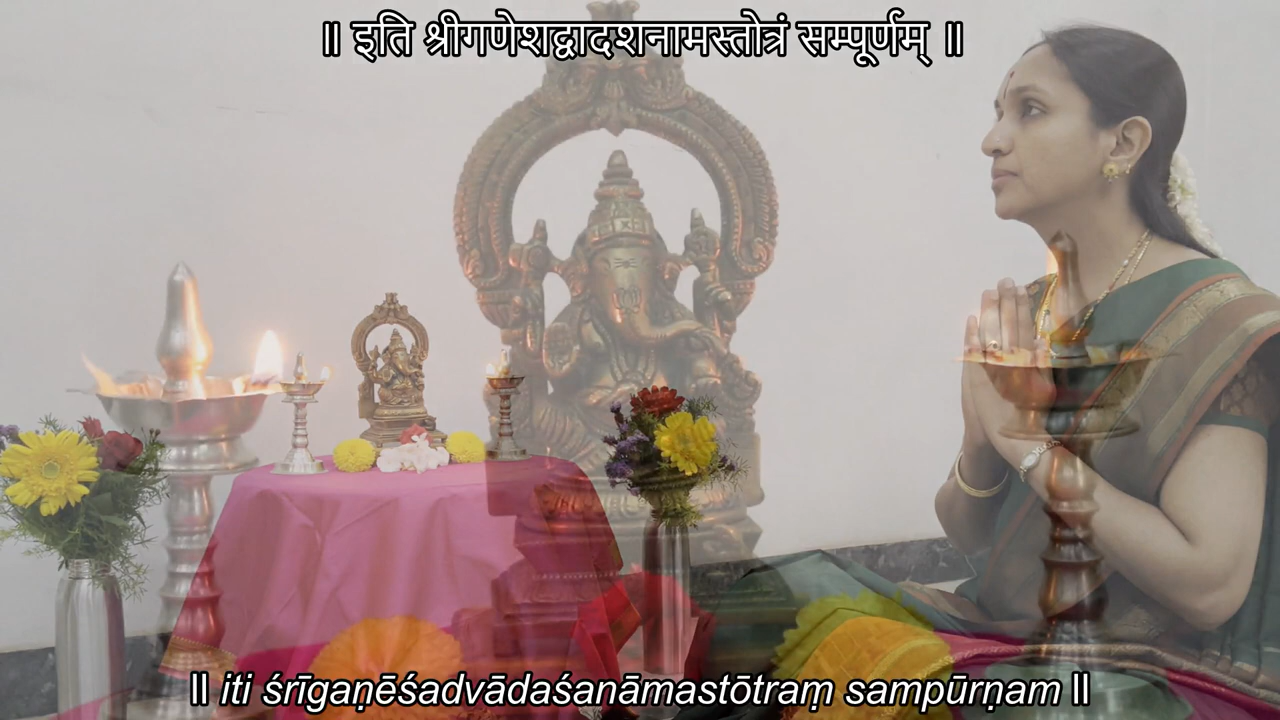 ॥ इति श्रीगणेशद्वादशनामस्तोत्रं सम्पूर्णम् ॥
॥ iti śrīgaṇēśadvādaśanāmastōtraṃ sampūrṇam ॥